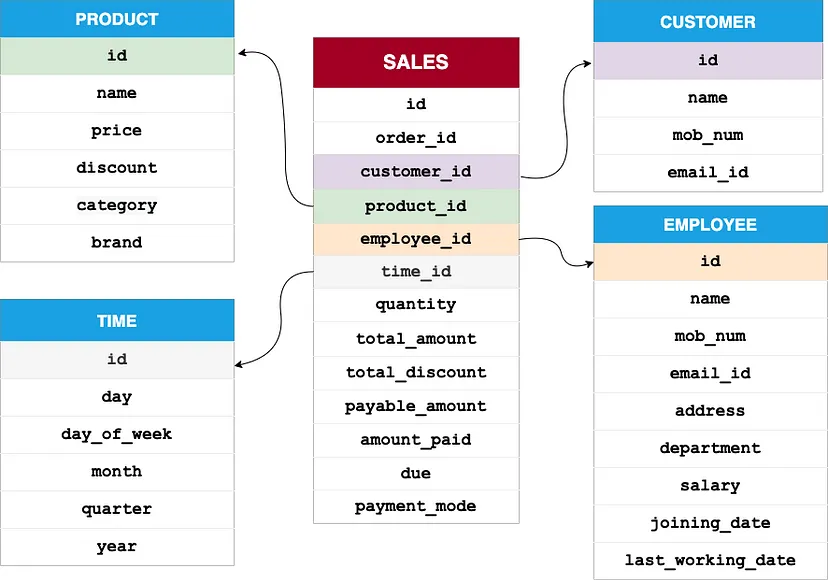 PRODUCT
id
name
price
discount
category
brand
TIME
id
day
day_of_week
month
quarter
year
SALES
id
order_id
customer_id
product_id
employee_id
time_id
quantity
total_amount
total_discount
payable_amount
amount_paid
due
payment_mode
CUSTOMER
id
name
mob_num
email_id
EMPLOYEE
id
name
mob_num
email_id
address
department
salary
joining_date
last_working_date